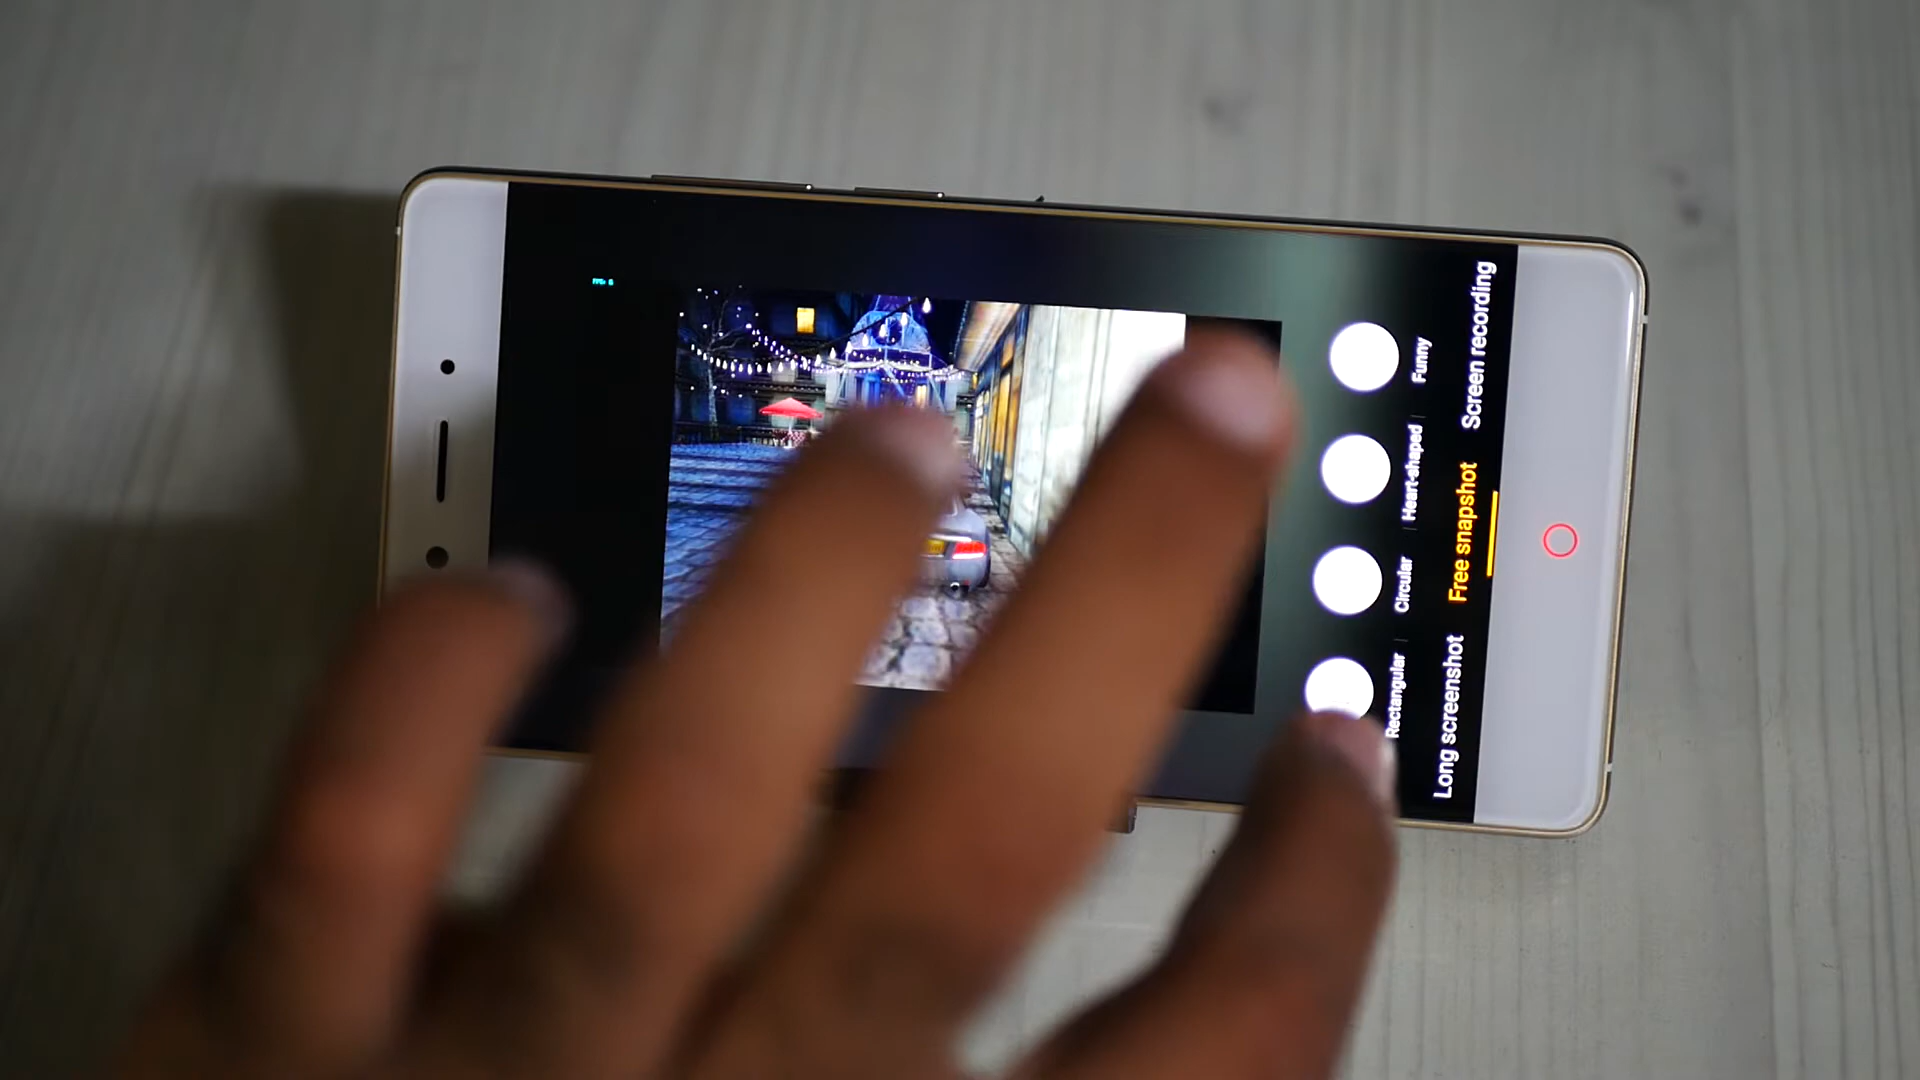 Rectangular | Circular | Heart-shaped | Funny
Long screenshot
Free snapshot
Screen recording